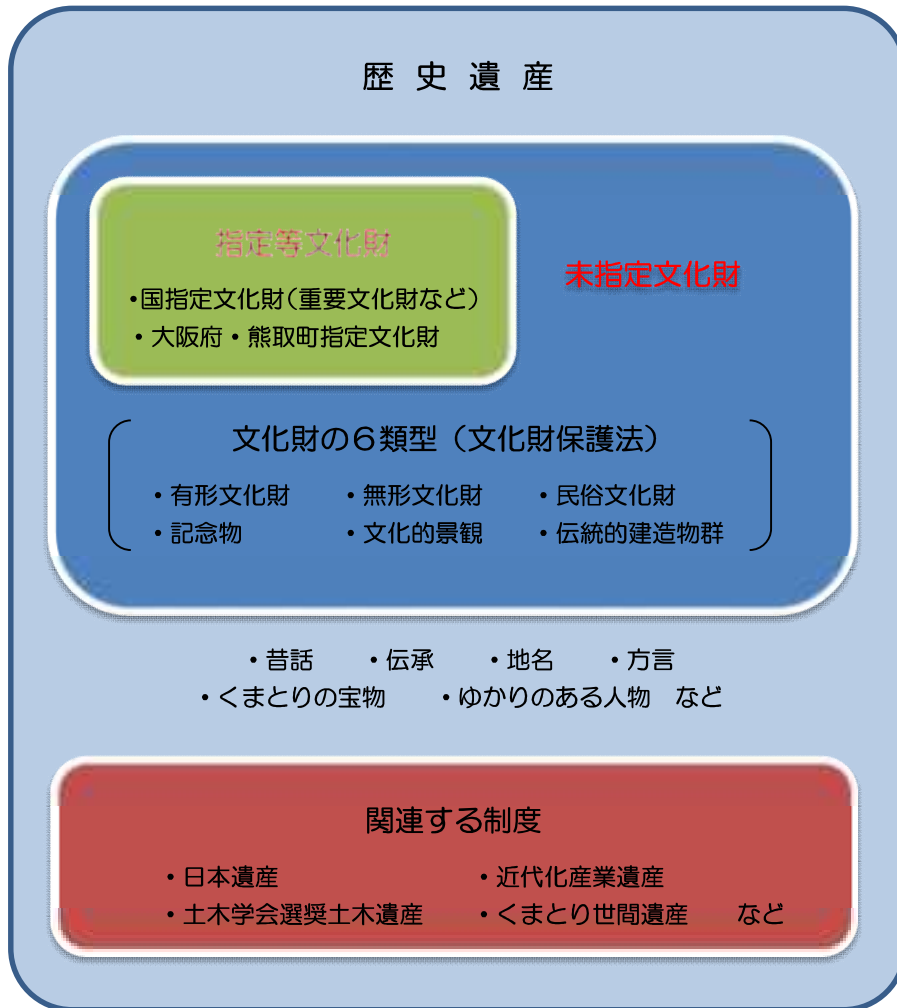 歴史遺産
指定等文化財
・国指定文化財（重要文化財など）
・大阪府・熊取町指定文化財
未指定文化財
文化財の６類型（文化財保護法）
・有形文化財　・無形文化財　・民俗文化財
・記念物　・文化的景観　・伝統的建造物群
・昔話　・伝承　・地名　・方言
・くまとりの宝物　・ゆかりのある人物　など
関連する制度
・日本遺産　・近代化産業遺産
・土木学会選奨土木遺産　・くまとり世間遺産　など